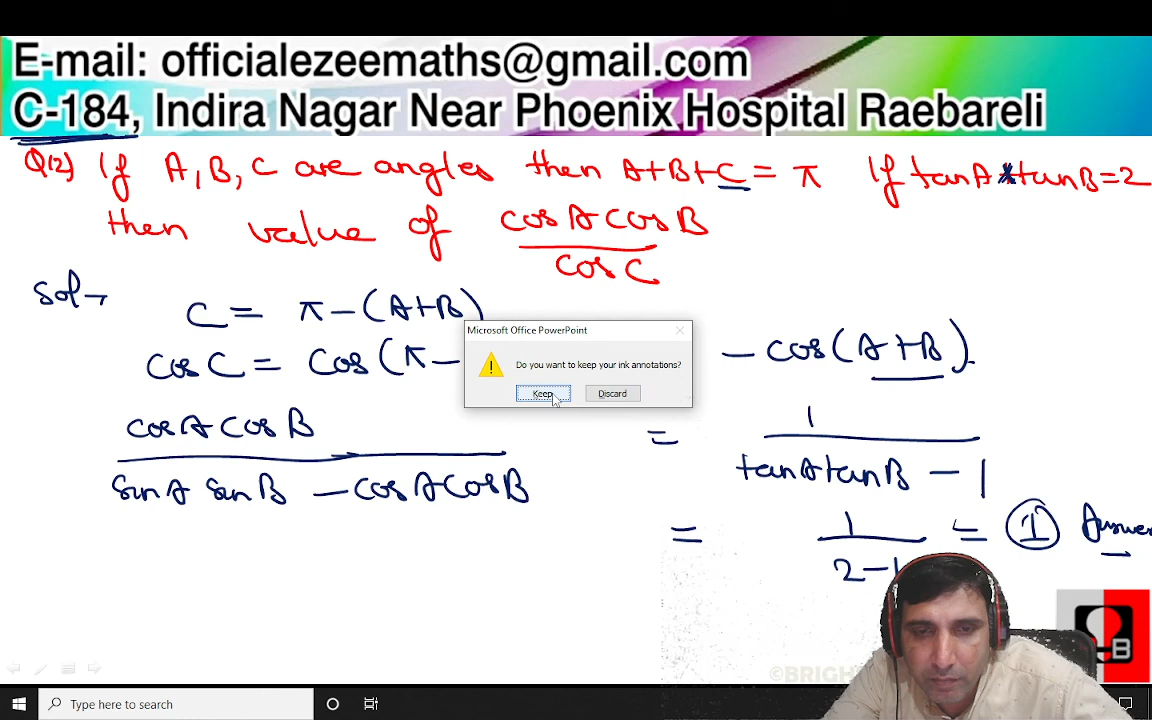 E-mail: officialezeemaths@gmail.com
C-184, Indira Nagar Near Phoenix Hospital Raebareli
Q(2) If A, B, C are angles then A+B+C = π If tanA * tanB=2
then value of cosA cosB
cosC
Sol→
C = π-(A+B)
cosC = cos(π-
- cos(A+B).
cosA cosB
sinA sinB - cosA cosB
= 1
tanA tanB - 1
= 1 = 1 Answer
2-1
Microsoft Office PowerPoint
Do you want to keep your ink annotations?
Keep Discard
©BRIGH
B
Type here to search